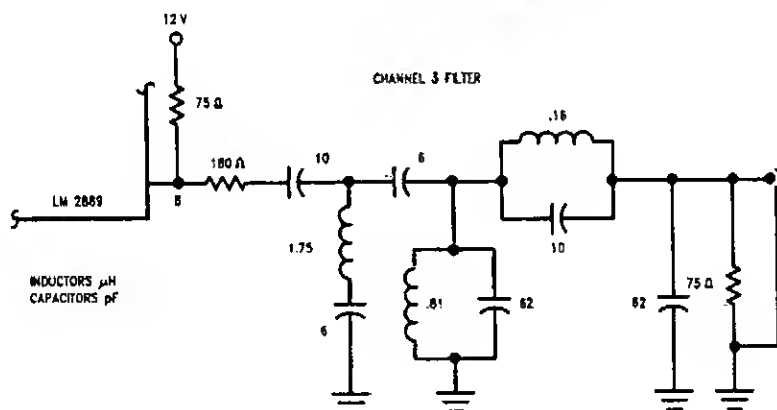 12 V
CHANNEL 3 FILTER
75 Ω
180 Ω
10
6
.16
LM 2889
8
1.75
10
INDUCTORS μH
CAPACITORS pF
6
.81
62
82
75 Ω